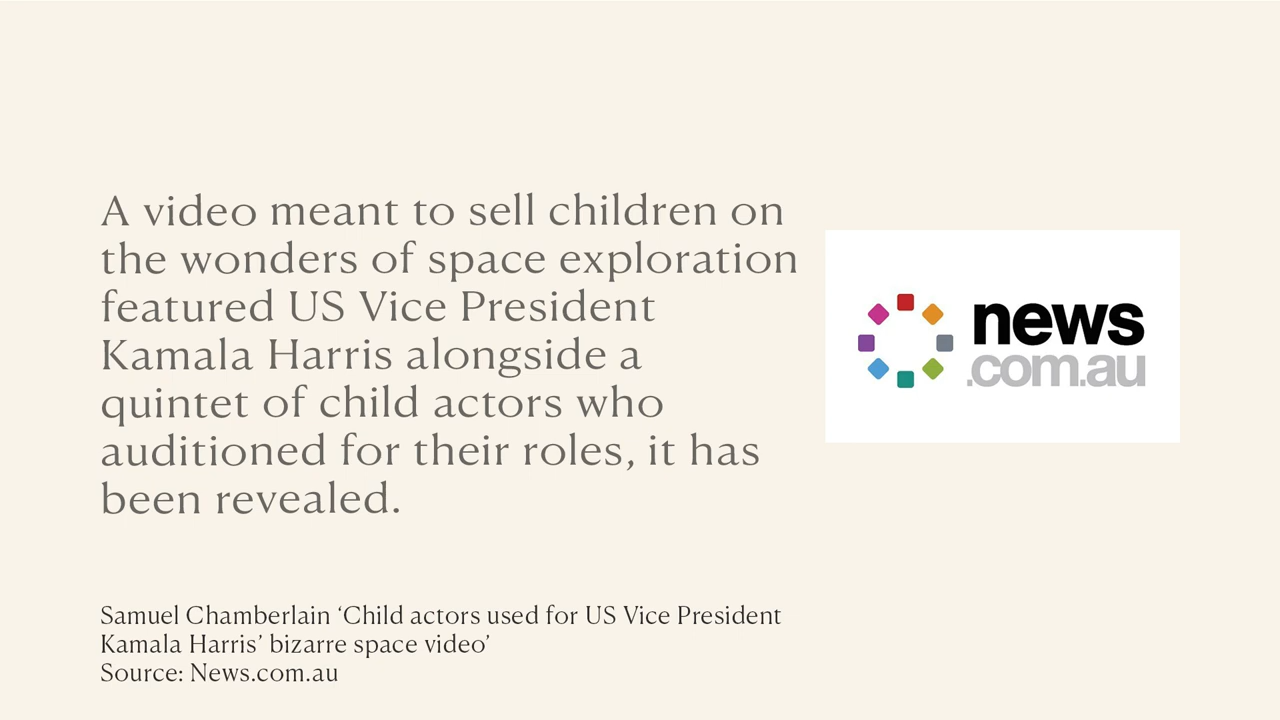 A video meant to sell children on
the wonders of space exploration
featured US Vice President
Kamala Harris alongside a
quintet of child actors who
auditioned for their roles, it has
been revealed.
news
.com.au
Samuel Chamberlain ‘Child actors used for US Vice President
Kamala Harris’ bizarre space video’
Source: News.com.au